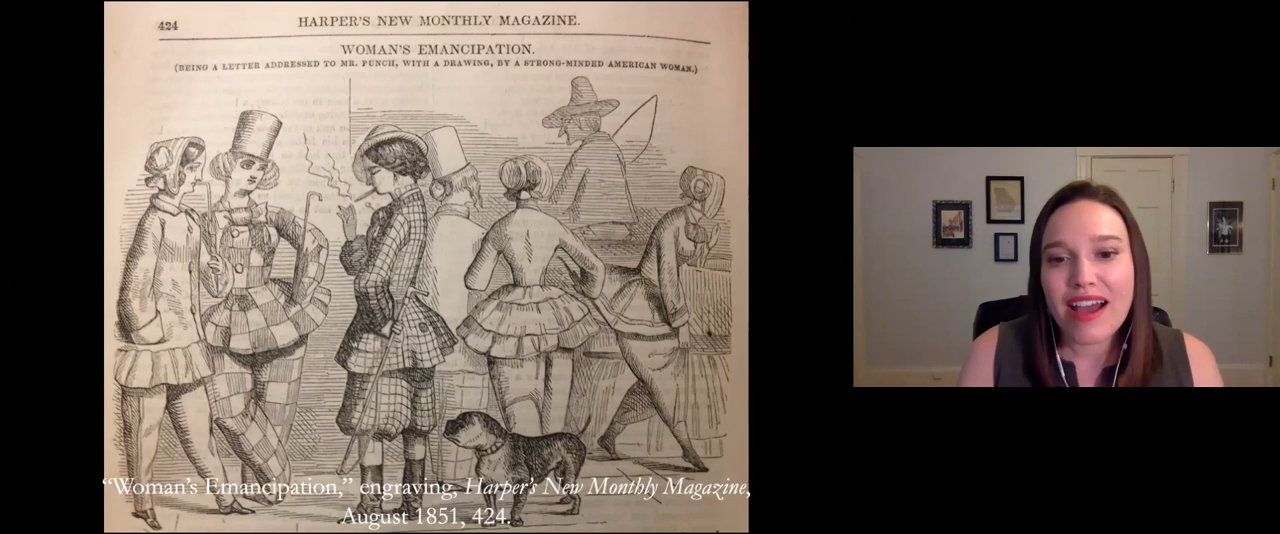 424
HARPER'S NEW MONTHLY MAGAZINE.
WOMAN'S EMANCIPATION.
(BEING A LETTER ADDRESSED TO MR. PUNCH, WITH A DRAWING, BY A STRONG-MINDED AMERICAN WOMAN.)
“Woman's Emancipation,” engraving, Harper's New Monthly Magazine,
August 1851, 424.